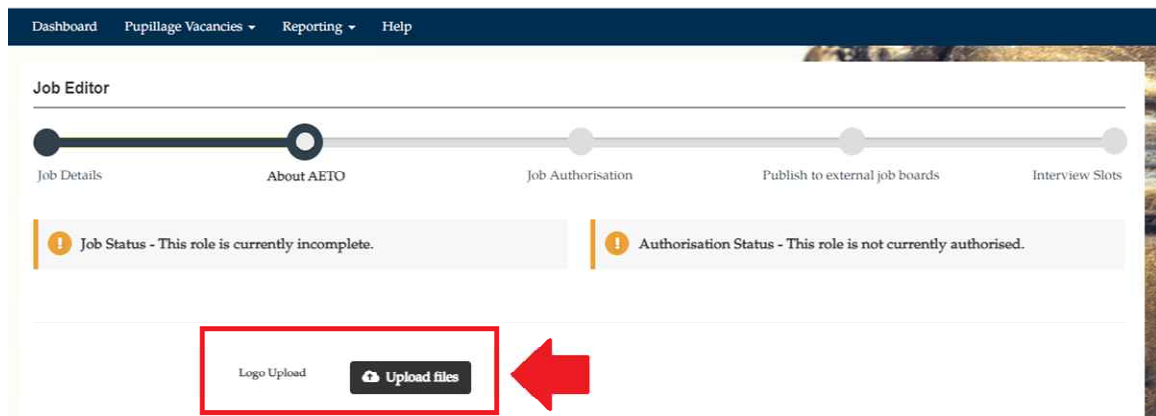 Dashboard Pupillage Vacancies Reporting Help
Job Editor
Job Details About AETO Job Authorisation Publish to external job boards Interview Slots
Job Status - This role is currently incomplete. Authorisation Status - This role is not currently authorised.
Logo Upload Upload files